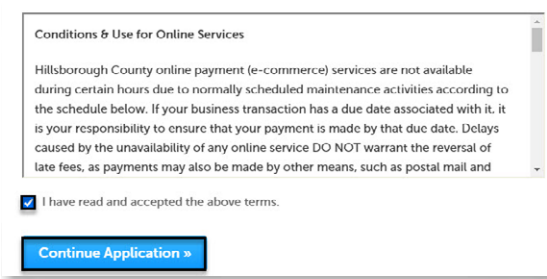 Conditions & Use for Online Services
Hillsborough County online payment (e-commerce) services are not available
during certain hours due to normally scheduled maintenance activities according to
the schedule below. If your business transaction has a due date associated with it, it
is your responsibility to ensure that your payment is made by that due date. Delays
caused by the unavailability of any online service DO NOT warrant the reversal of
late fees, as payments may also be made by other means, such as postal mail and
I have read and accepted the above terms.
Continue Application »